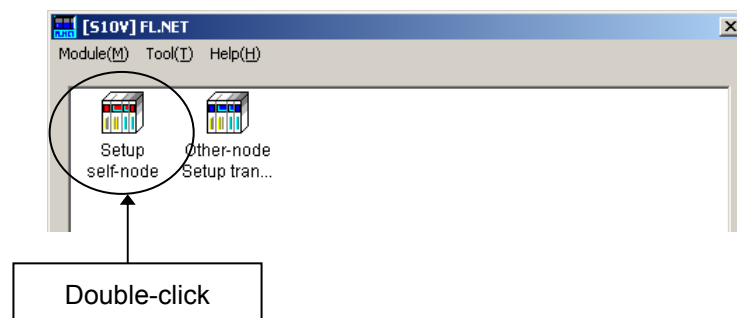 [S10V] FL.NET
Module(M) Tool(T) Help(H)
Setup self-node
Other-node Setup tran...
Double-click